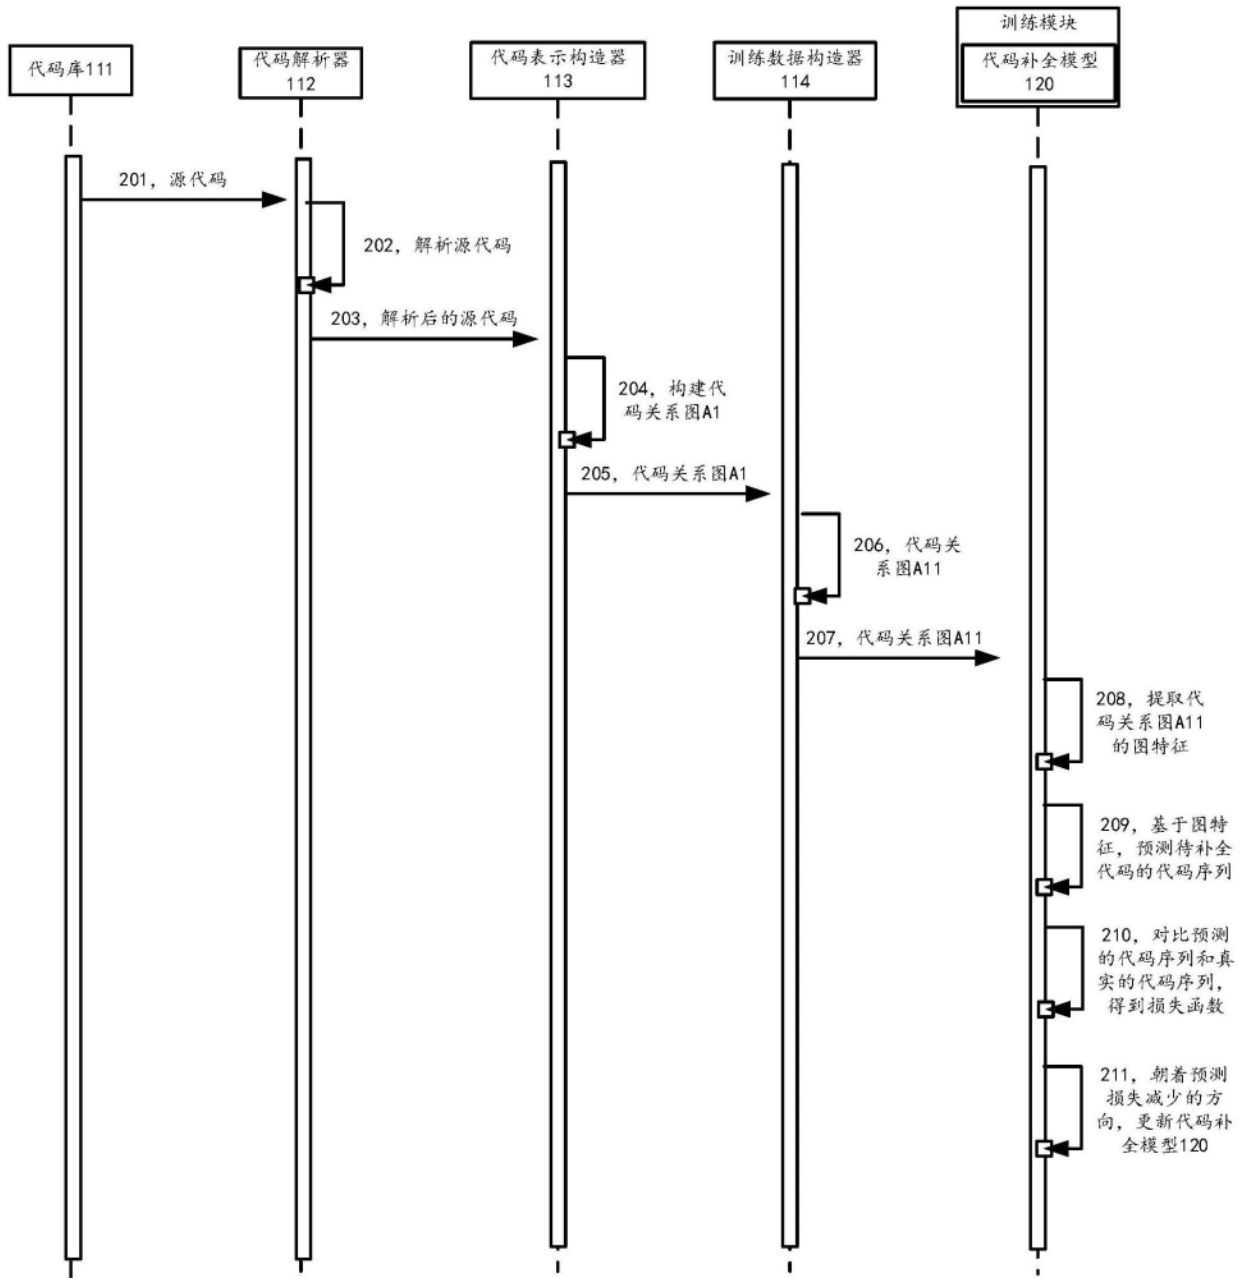 代码库111
代码解析器
112
代码表示构造器
113
训练数据构造器
114
训练模块
代码补全模型
120
201, 源代码
202, 解析源代码
203, 解析后的源代码
204, 构建代
码关系图A1
205, 代码关系图A1
206, 代码关
系图A11
207, 代码关系图A11
208, 提取代
码关系图A11
的图特征
209, 基于图特
征, 预测待补全
代码的代码序列
210, 对比预测
的代码序列和真
实的代码序列,
得到损失函数
211, 朝着预测
损失减少的方
向, 更新代码补
全模型120